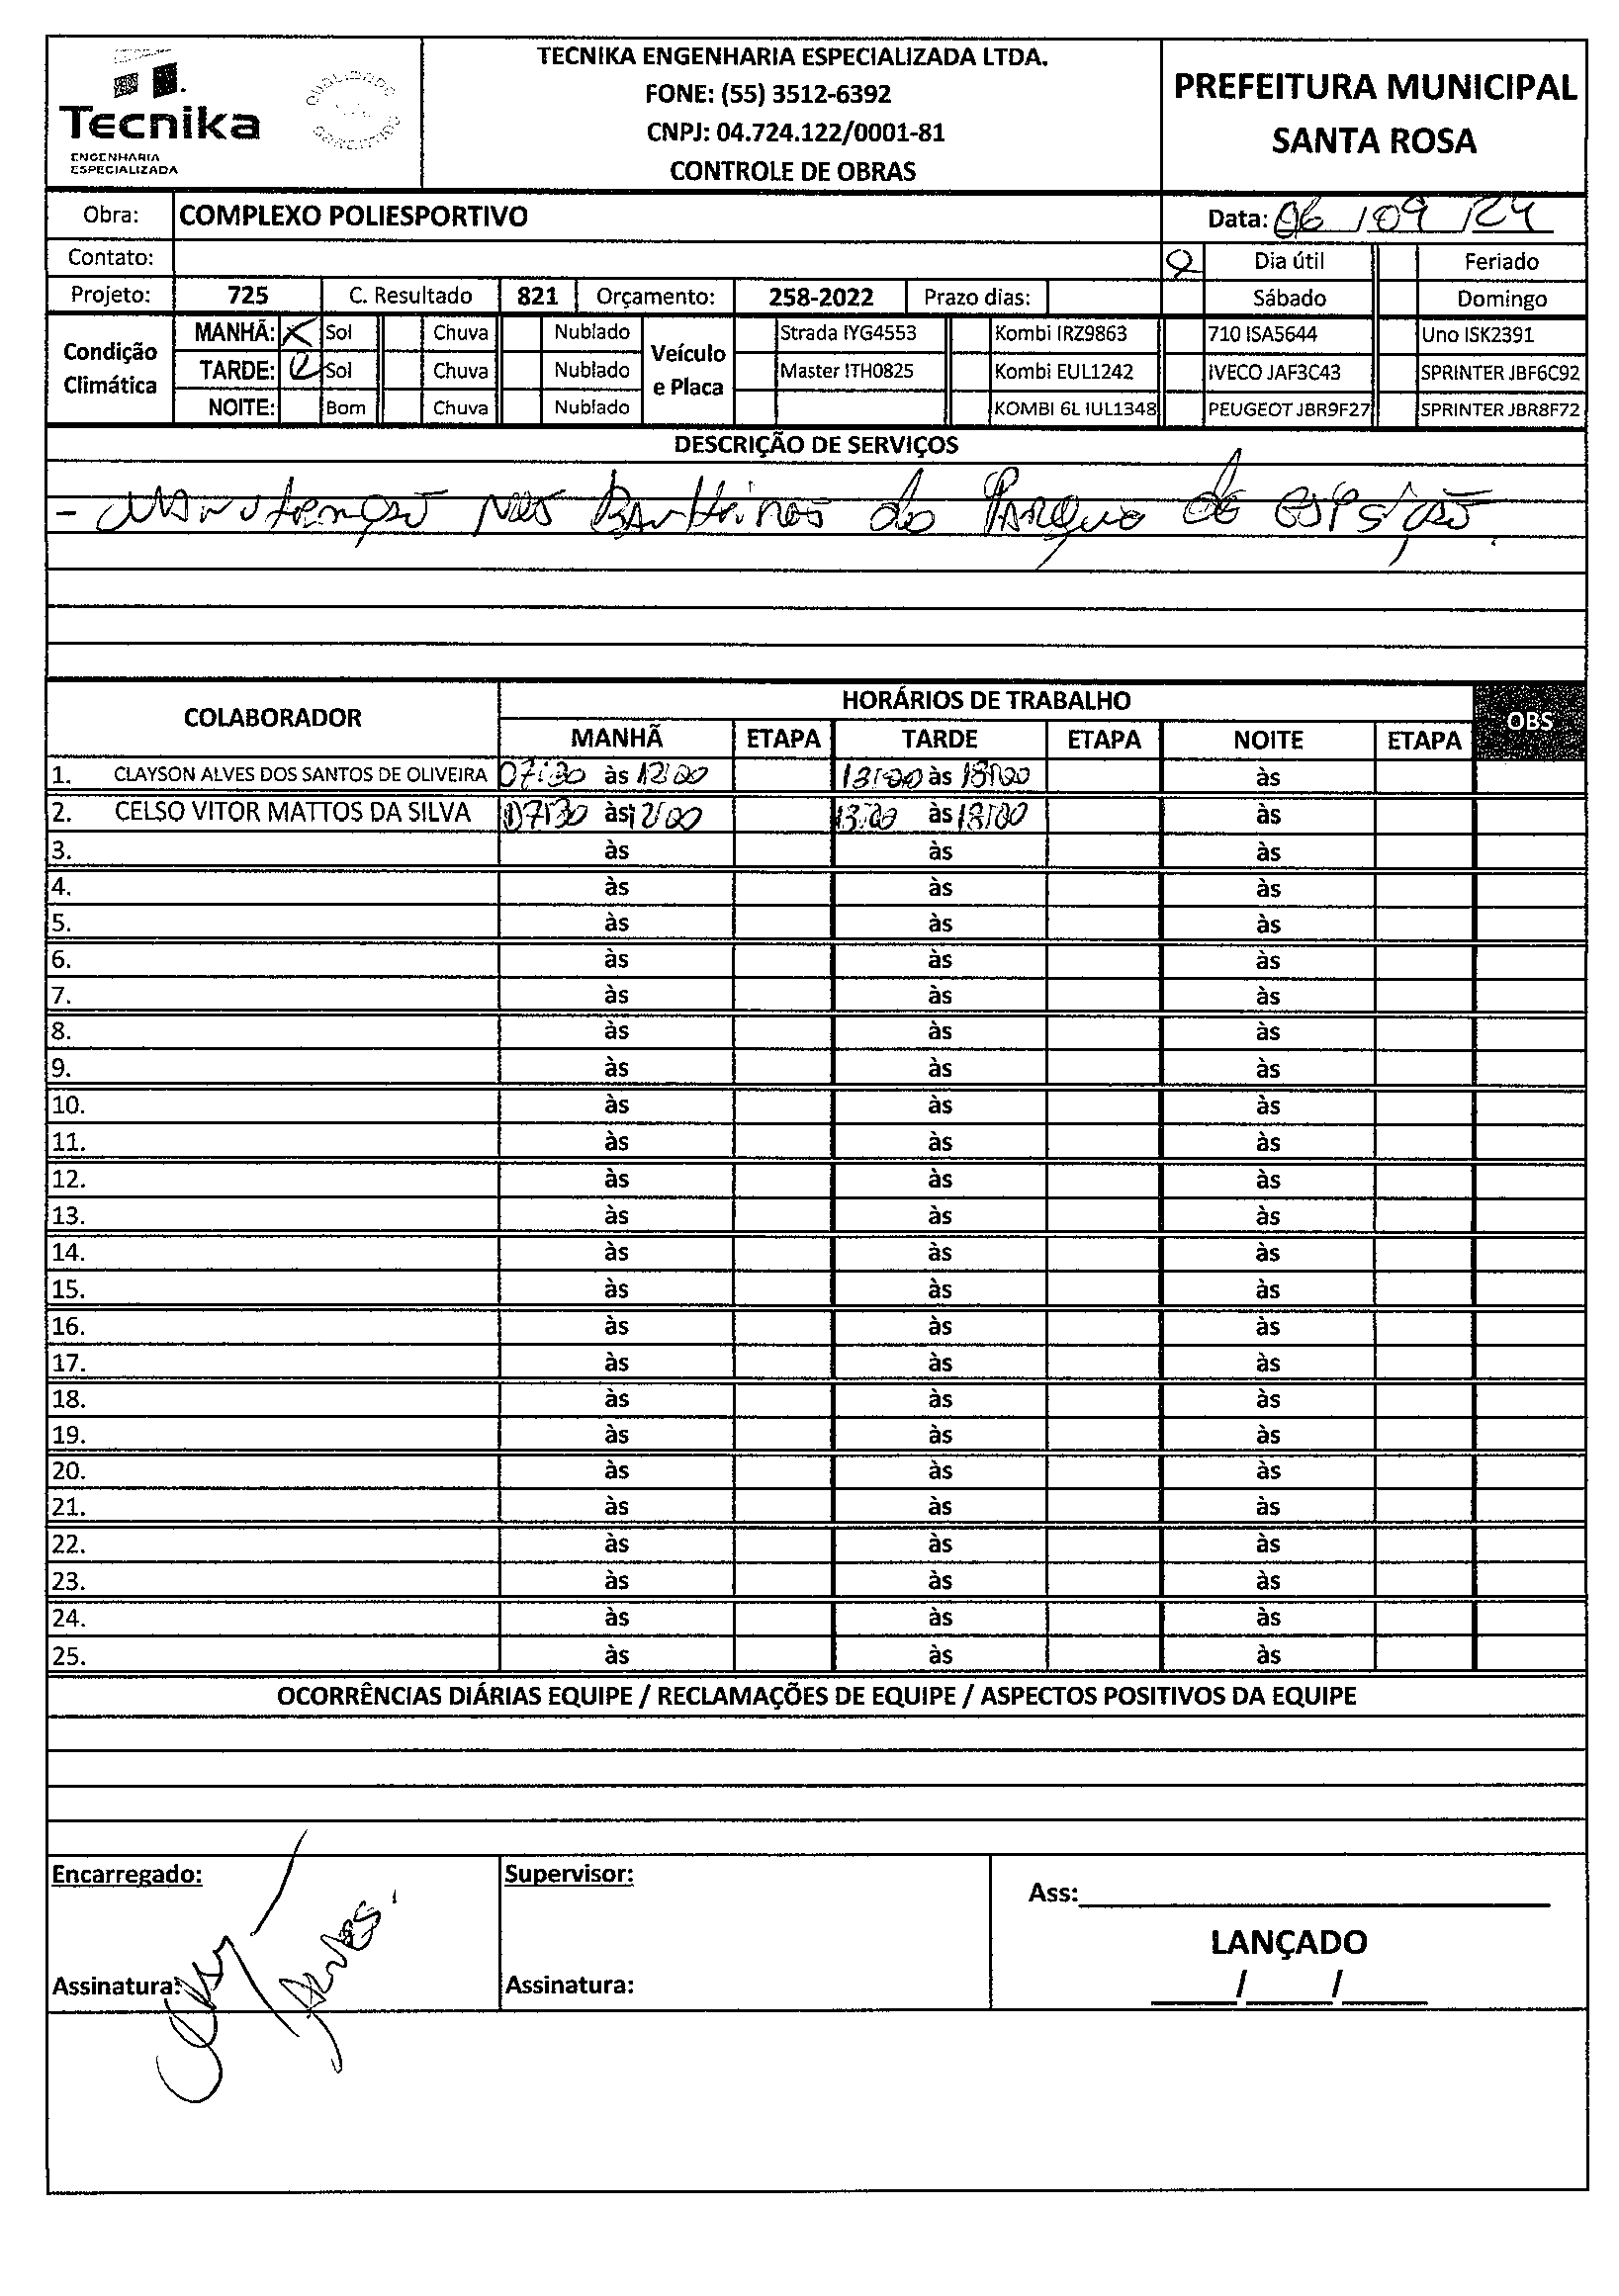 Tecnika
ENGENHARIA
ESPECIALIZADA
QUALIDADE
TECNIKA ENGENHARIA ESPECIALIZADA LTDA.
FONE: (55) 3512-6392
CNPJ: 04.724.122/0001-81
CONTROLE DE OBRAS
PREFEITURA MUNICIPAL
SANTA ROSA
Obra: COMPLEXO POLIESPORTIVO Data: 06/09/24
Contato: Dia útil Feriado
Projeto: 725 C. Resultado 821 Orçamento: 258-2022 Prazo dias: Sábado Domingo
Condição Climática
MANHÃ: X Sol Chuva Nublado
TARDE: Sol Chuva Nublado
NOITE: Bom Chuva Nublado
Veículo e Placa
Strada IYG4553 Kombi IRZ9863 710 ISA5644 Uno ISK2391
Master ITH0825 Kombi EUL1242 IVECO JAF3C43 SPRINTER JBF6C92
KOMBI 6L IUL1348 PEUGEOT JBR9F27 SPRINTER JBR8F72
DESCRIÇÃO DE SERVIÇOS
- Manutenção nas do Parque de
COLABORADOR HORÁRIOS DE TRABALHO OBS
MANHÃ ETAPA TARDE ETAPA NOITE ETAPA
1. CLAYSON ALVES DOS SANTOS DE OLIVEIRA 07:30 às 12:00 13:00 às 18:00 às
2. CELSO VITOR MATTOS DA SILVA 07:30 às 12:00 13:00 às 18:00 às
3. às às às
4. às às às
5. às às às
6. às às às
7. às às às
8. às às às
9. às às às
10. às às às
11. às às às
12. às às às
13. às às às
14. às às às
15. às às às
16. às às às
17. às às às
18. às às às
19. às às às
20. às às às
21. às às às
22. às às às
23. às às às
24. às às às
25. às às às
OCORRÊNCIAS DIÁRIAS EQUIPE / RECLAMAÇÕES DE EQUIPE / ASPECTOS POSITIVOS DA EQUIPE
Encarregado: Supervisor: Ass:
LANÇADO
Assinatura: Alves. Assinatura: / /